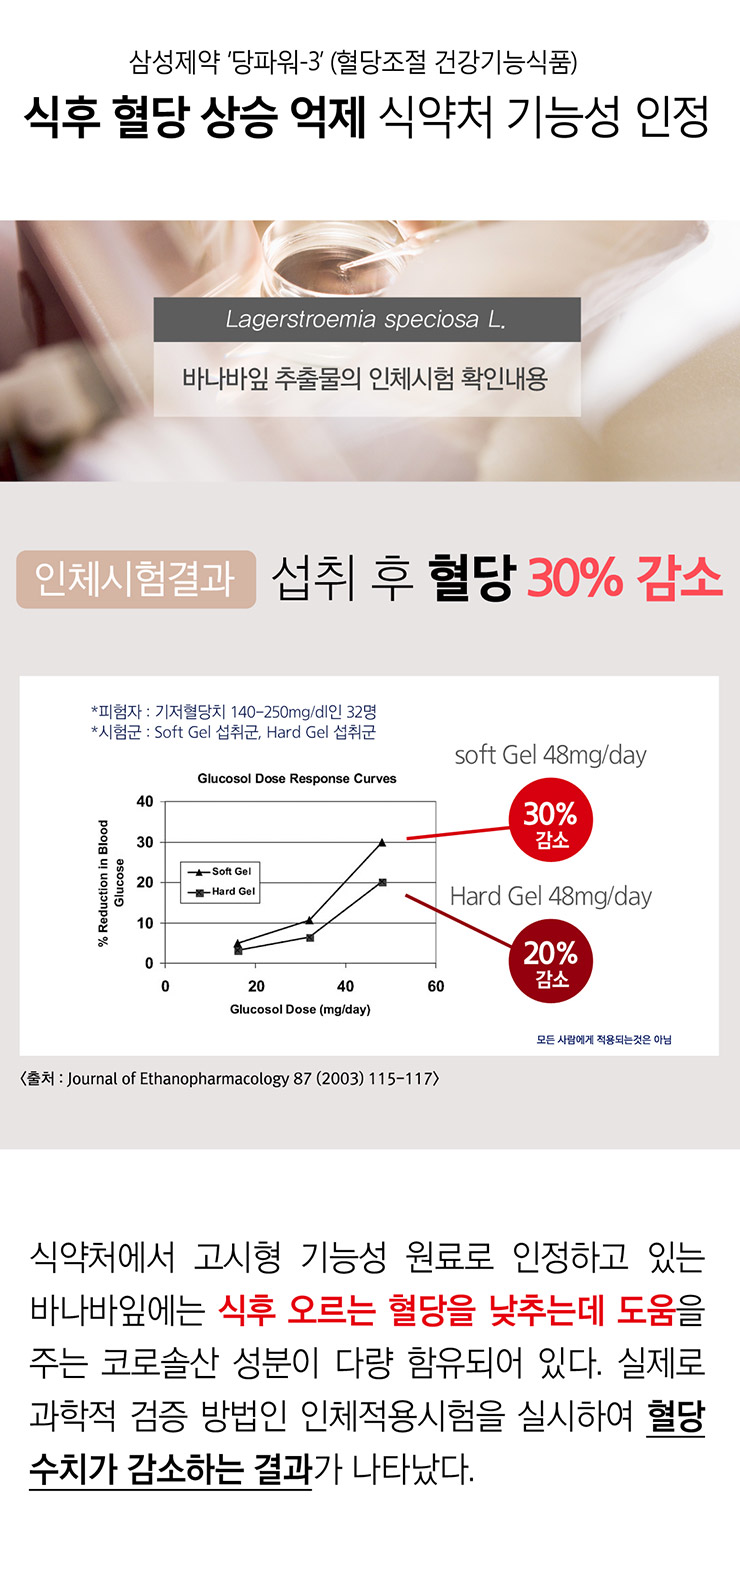 삼성제약 '당파워-3' (혈당조절 건강기능식품)
식후 혈당 상승 억제 식약처 기능성 인정
Lagerstroemia speciosa L.
바나바잎 추출물의 인체시험 확인내용
인체시험결과 섭취 후 혈당 30% 감소
*피험자 : 기저혈당치 140-250mg/dl인 32명
*시험군 : Soft Gel 섭취군, Hard Gel 섭취군
soft Gel 48mg/day
30%
감소
Glucosol Dose Response Curves
% Reduction in Blood
Glucose
40
30
20
10
0
Soft Gel
Hard Gel
0 20 40 60
Glucosol Dose (mg/day)
Hard Gel 48mg/day
20%
감소
모든 사람에게 적용되는것은 아님
<출처 : Journal of Ethanopharmacology 87 (2003) 115-117>
식약처에서 고시형 기능성 원료로 인정하고 있는
바나바잎에는 식후 오르는 혈당을 낮추는데 도움을
주는 코로솔산 성분이 다량 함유되어 있다. 실제로
과학적 검증 방법인 인체적용시험을 실시하여 혈당
수치가 감소하는 결과가 나타났다.